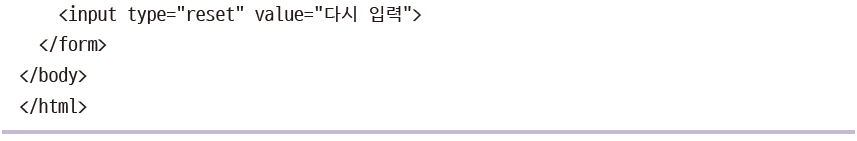 <input type="reset" value="다시 입력">
</form>
</body>
</html>